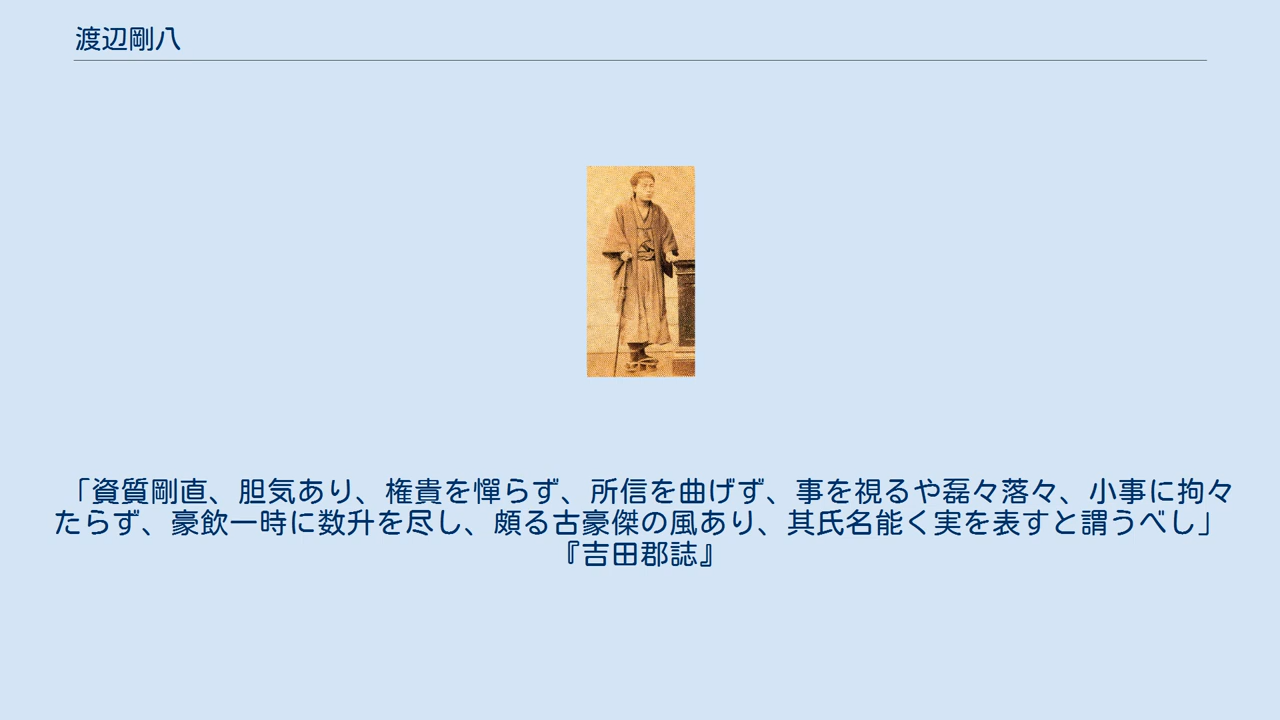 渡辺剛八
「資質剛直、胆気あり、権貴を憚らず、所信を曲げず、事を視るや磊々落々、小事に拘々
たらず、豪飲一時に数升を尽し、頗る古豪傑の風あり、其氏名能く実を表すと謂うべし」
『吉田郡誌』